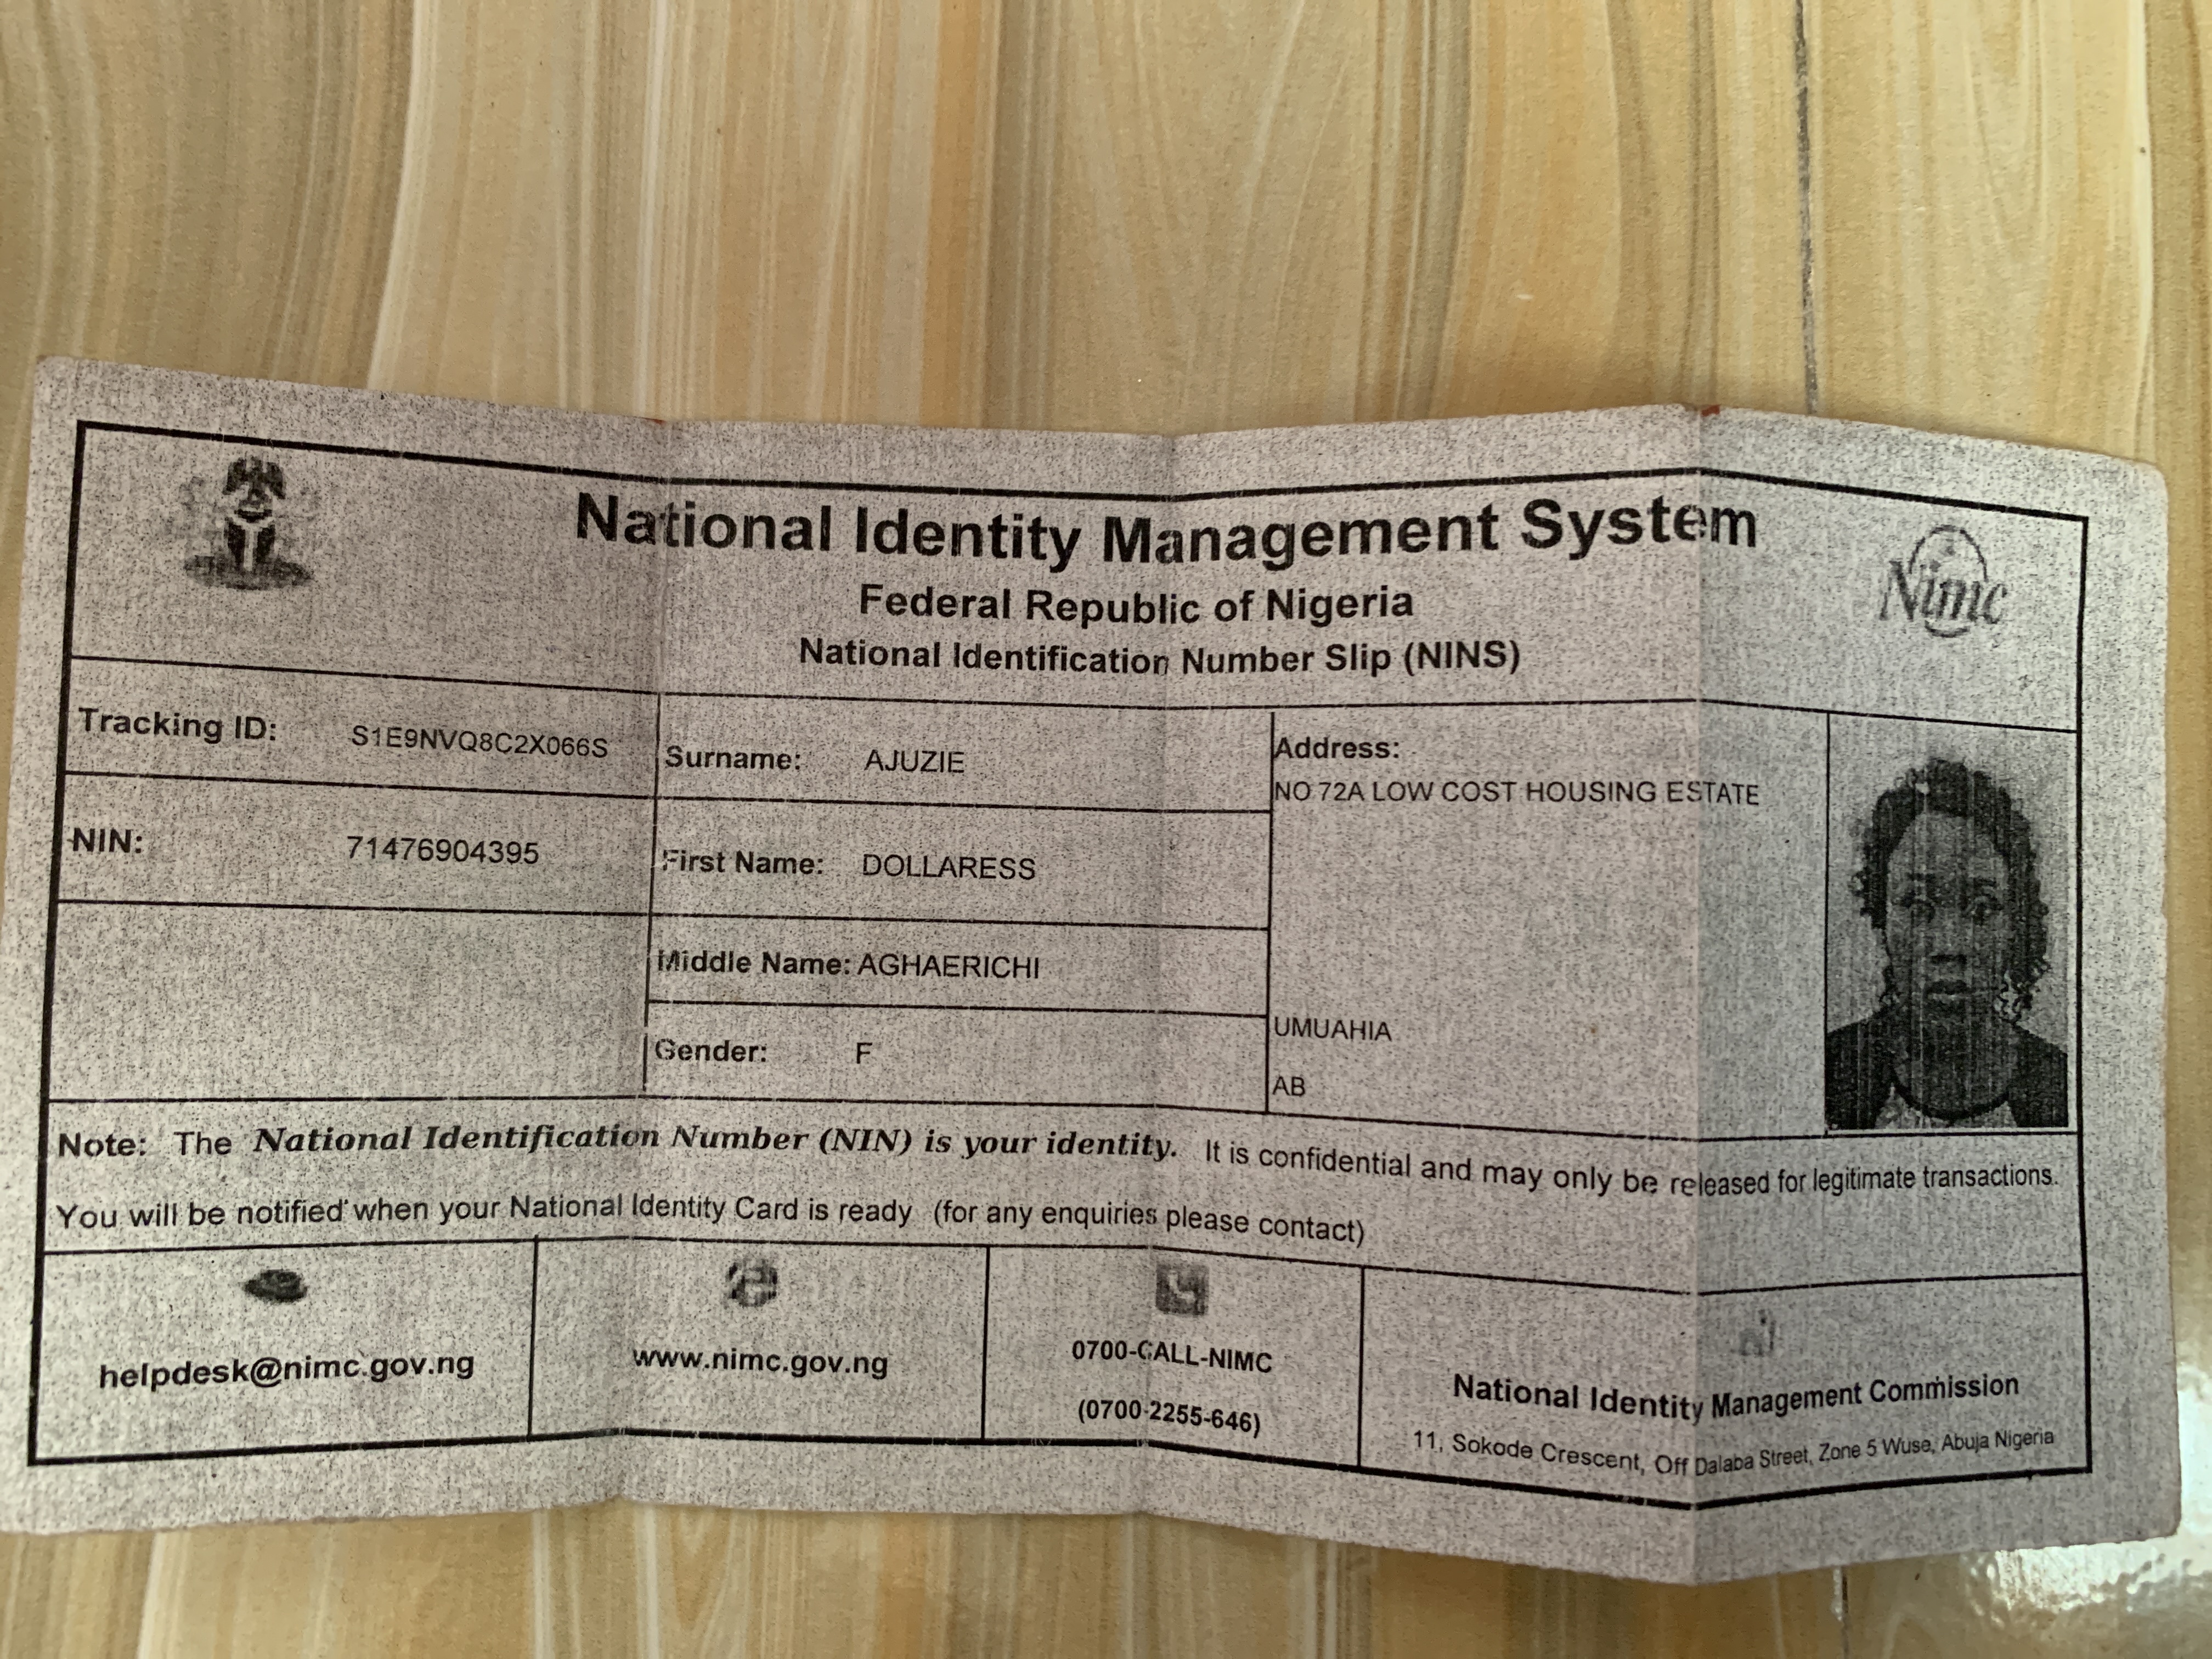 National Identity Management System
Federal Republic of Nigeria
National Identification Number Slip (NINS)
Nimc
Tracking ID: S1E9NVQ8C2X066S
Surname: AJUZIE
Address:
NO 72A LOW COST HOUSING ESTATE
NIN: 71476904395
First Name: DOLLARESS
Middle Name: AGHAERICHI
UMUAHIA
Gender: F
AB
Note: The National Identification Number (NIN) is your identity. It is confidential and may only be released for legitimate transactions.
You will be notified when your National Identity Card is ready (for any enquiries please contact)
helpdesk@nimc.gov.ng
www.nimc.gov.ng
0700-CALL-NIMC
(0700-2255-646)
National Identity Management Commission
11, Sokode Crescent, Off Dalaba Street, Zone 5 Wuse, Abuja Nigeria